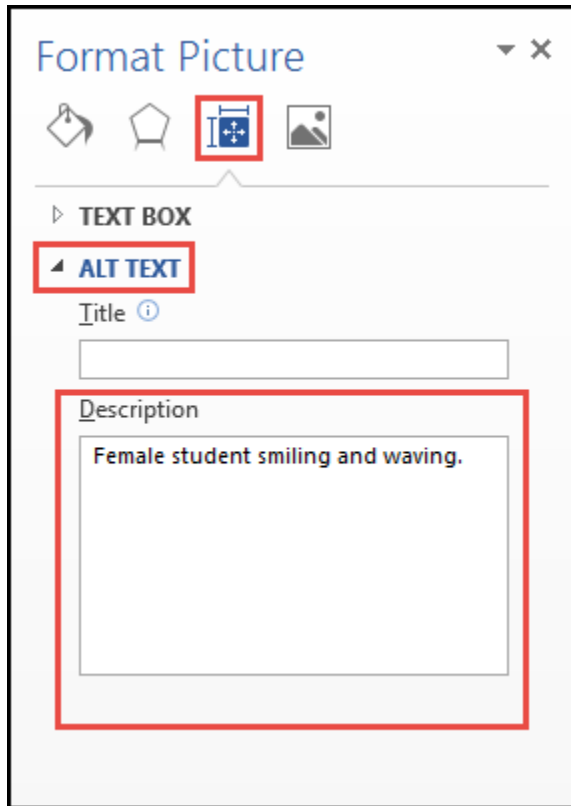 Format Picture
TEXT BOX
ALT TEXT
Title
Description
Female student smiling and waving.